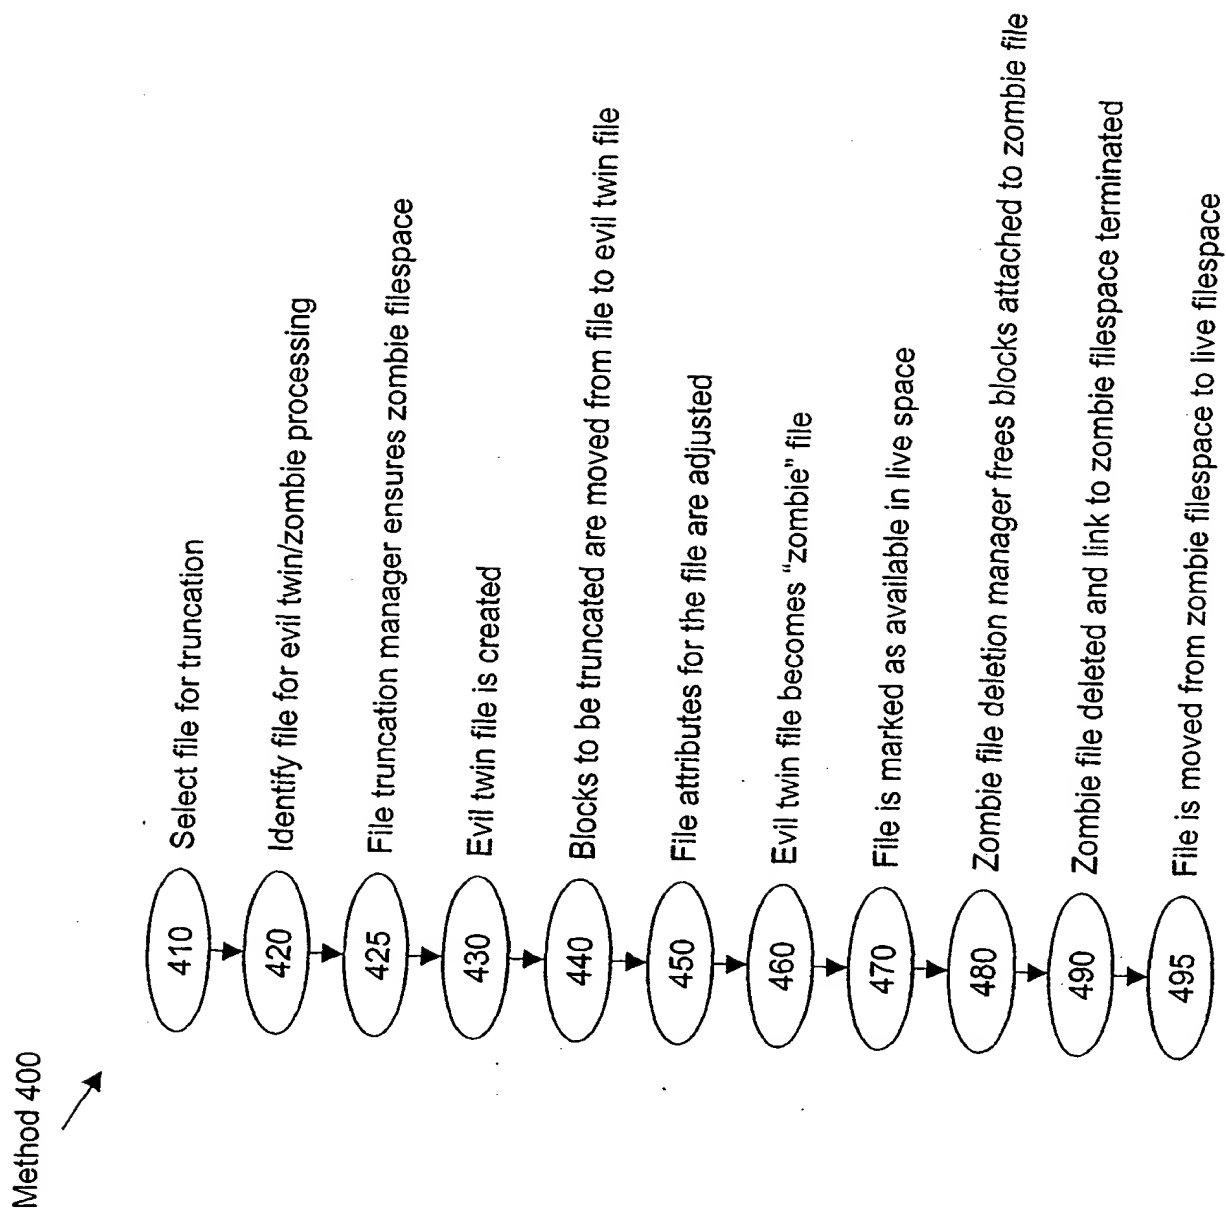 Method 400
410 Select file for truncation
420 Identify file for evil twin/zombie processing
425 File truncation manager ensures zombie filespace
430 Evil twin file is created
440 Blocks to be truncated are moved from file to evil twin file
450 File attributes for the file are adjusted
460 Evil twin file becomes “zombie” file
470 File is marked as available in live space
480 Zombie file deletion manager frees blocks attached to zombie file
490 Zombie file deleted and link to zombie filespace terminated
495 File is moved from zombie filespace to live filespace